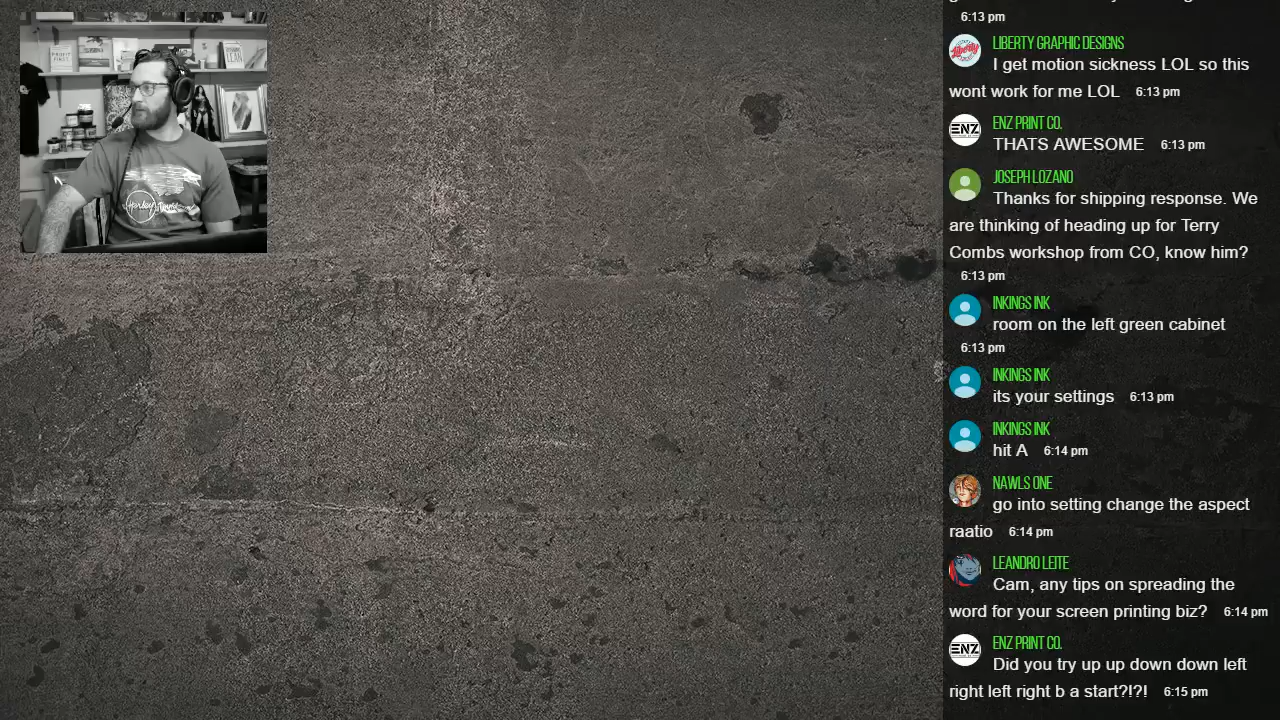 6:13 pm
LIBERTY GRAPHIC DESIGNS
I get motion sickness LOL so this
wont work for me LOL 6:13 pm
ENZ PRINT CO.
THATS AWESOME 6:13 pm
JOSEPH LOZANO
Thanks for shipping response. We
are thinking of heading up for Terry
Combs workshop from CO, know him?
6:13 pm
INKINGS INK
room on the left green cabinet
6:13 pm
INKINGS INK
its your settings 6:13 pm
INKINGS INK
hit A 6:14 pm
NAWLS ONE
go into setting change the aspect
raatio 6:14 pm
LEANDRO LEITE
Cam, any tips on spreading the
word for your screen printing biz? 6:14 pm
ENZ PRINT CO.
Did you try up up down down left
right left right b a start?!?! 6:15 pm
ENZ
ENZ
liberty
PROFIT
FIRST
LEAN